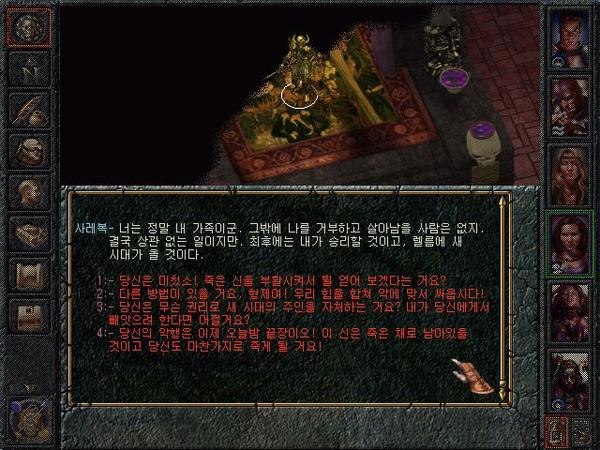 사레복- 너는 정말 내 가족이군. 그밖에 나를 거부하고 살아남을 사람은 없지.
결국 상관 없는 일이지만. 최후에는 내가 승리할 것이고, 렐름에 새
시대가 올 것이다.
1:- 당신은 미쳤소! 죽은 신을 부활시켜서 뭘 얻어 보겠다는 거요?
2:- 다른 방법이 있을 거요, 형제여! 우리 힘을 합쳐 악에 맞서 싸웁시다!
3:- 당신은 무슨 권리로 새 시대의 주인을 자처하는 거요? 내가 당신에게서
빼앗으려 한다면 어쩔거요?
4:- 당신의 악행은 이제 오늘밤 끝장이오! 이 신은 죽은 채로 남아있을
것이고 당신도 마찬가지로 죽게 될 거요!